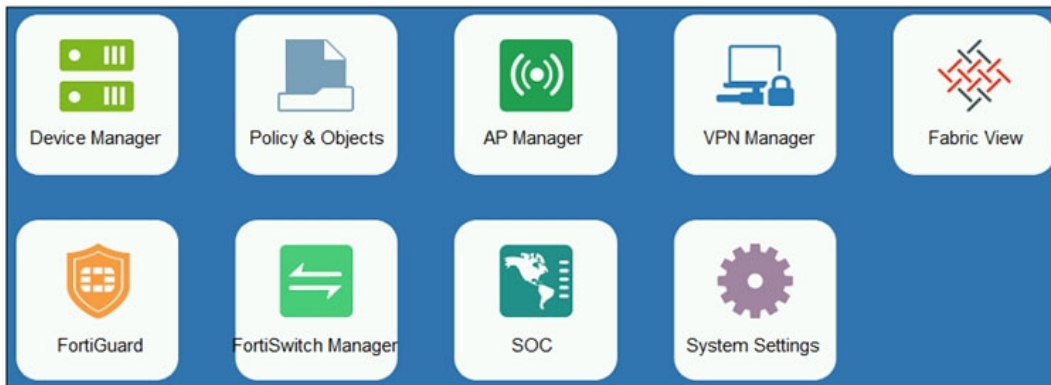 Device Manager
Policy & Objects
AP Manager
VPN Manager
Fabric View
FortiGuard
FortiSwitch Manager
SOC
System Settings